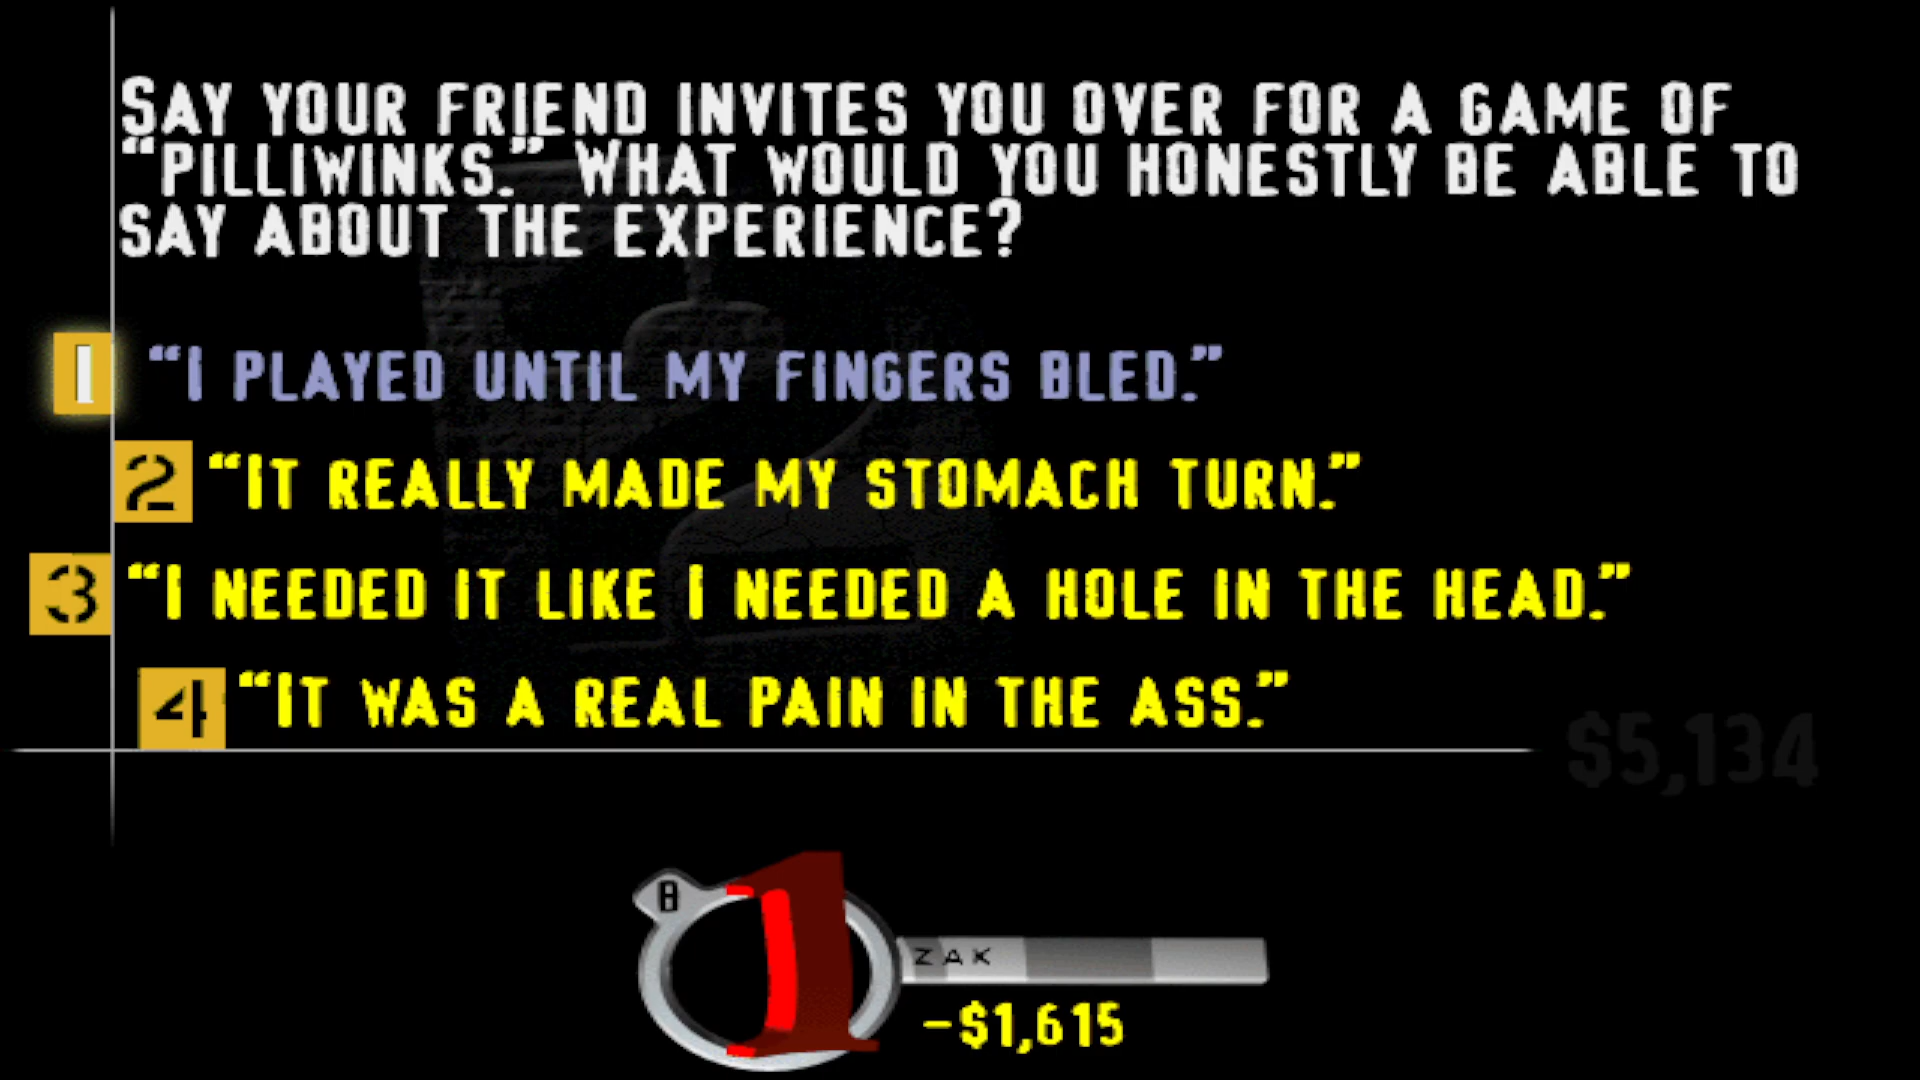 SAY YOUR FRIEND INVITES YOU OVER FOR A GAME OF
“PILLIWINKS.” WHAT WOULD YOU HONESTLY BE ABLE TO
SAY ABOUT THE EXPERIENCE?
1 “I PLAYED UNTIL MY FINGERS BLED.”
2 “IT REALLY MADE MY STOMACH TURN.”
3 “I NEEDED IT LIKE I NEEDED A HOLE IN THE HEAD.”
4 “IT WAS A REAL PAIN IN THE ASS.”
$5,134
B
1
ZAK
-$1,615